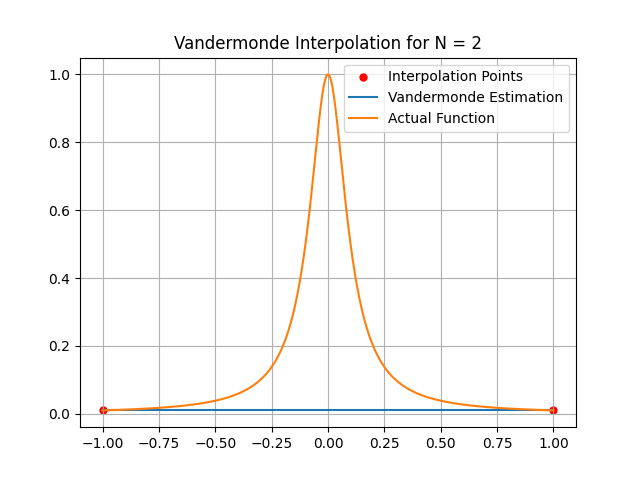 Vandermonde Interpolation for N = 2
Interpolation Points
Vandermonde Estimation
Actual Function
1.0
0.8
0.6
0.4
0.2
0.0
−1.00 −0.75 −0.50 −0.25 0.00 0.25 0.50 0.75 1.00